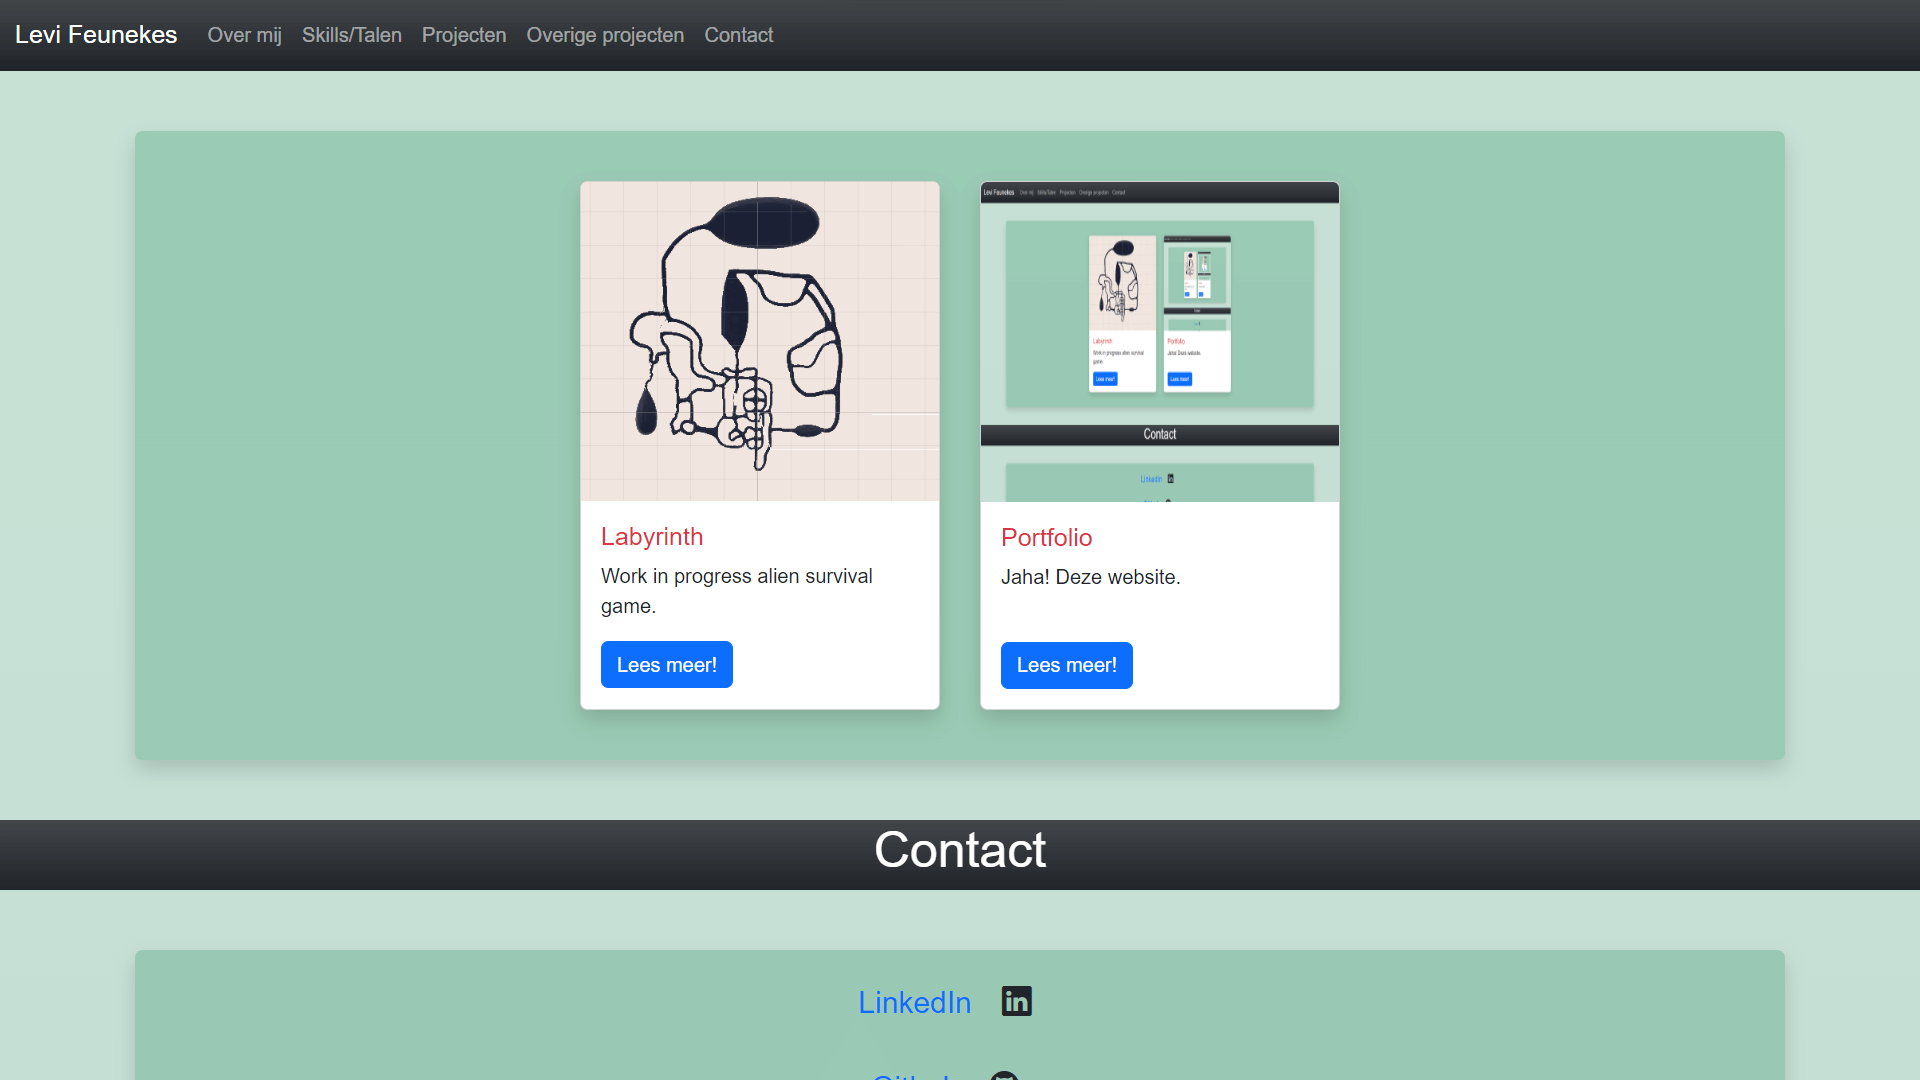 Levi Feunekes Over mij Skills/Talen Projecten Overige projecten Contact
Levi Feunekes Over mij Skills/Talen Projecten Overige projecten Contact
Labyrinth
Work in progress alien survival
game.
Lees meer!
Portfolio
Jaha! Deze website.
Lees meer!
Contact
LinkedIn
Labyrinth
Work in progress alien survival
game.
Lees meer!
Portfolio
Jaha! Deze website.
Lees meer!
Contact
LinkedIn